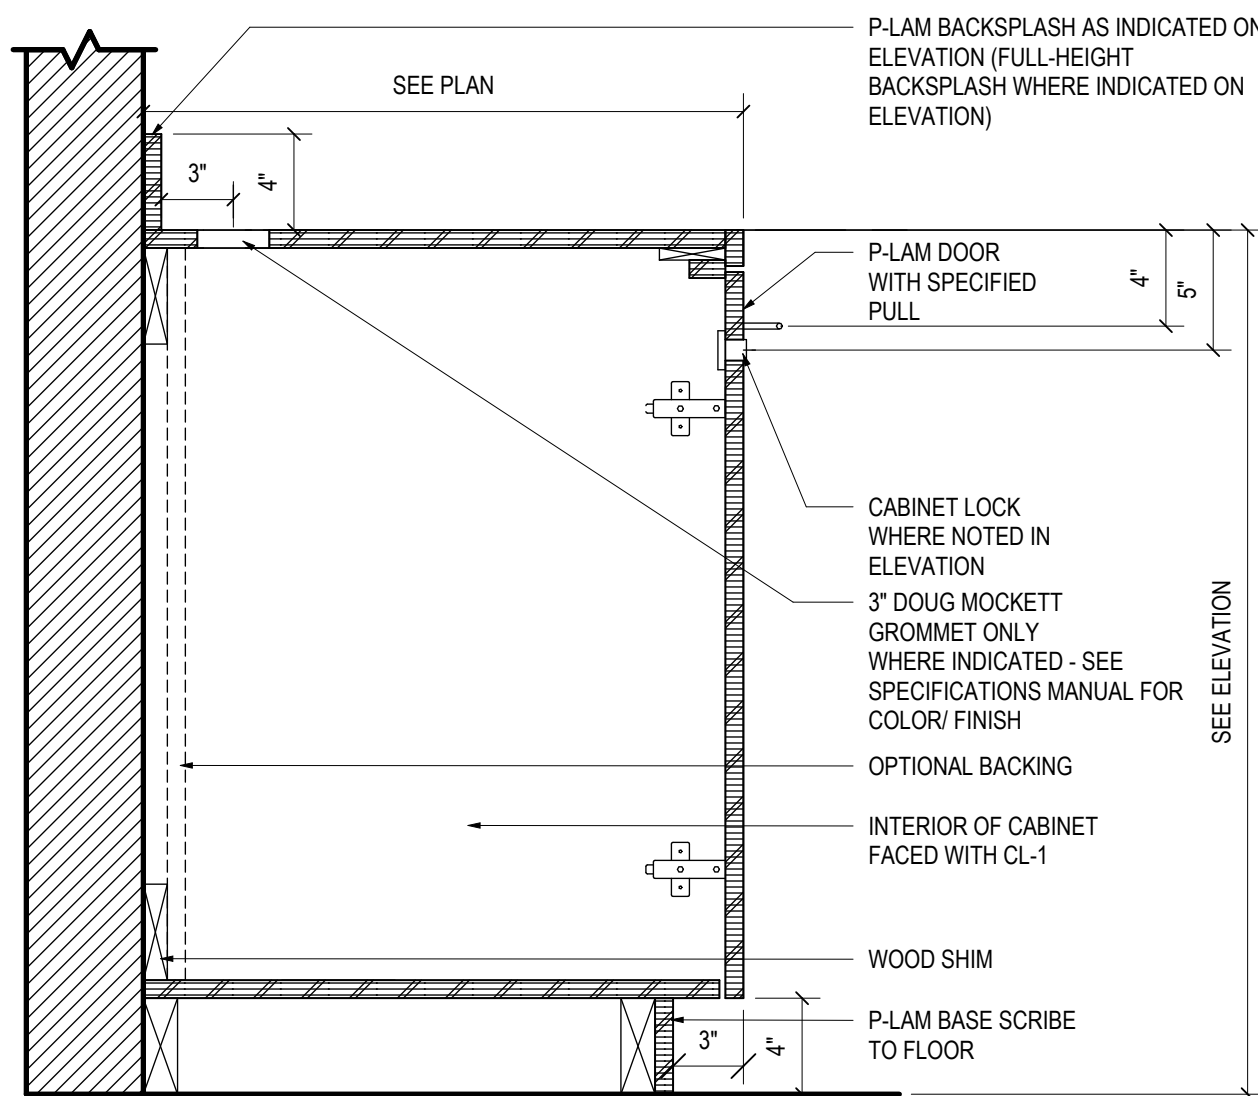 P-LAM BACKSPLASH AS INDICATED ON
ELEVATION (FULL-HEIGHT
BACKSPLASH WHERE INDICATED ON
ELEVATION)
SEE PLAN
3"
4"
P-LAM DOOR
WITH SPECIFIED
PULL
4"
5"
CABINET LOCK
WHERE NOTED IN
ELEVATION
3" DOUG MOCKETT
GROMMET ONLY
WHERE INDICATED - SEE
SPECIFICATIONS MANUAL FOR
COLOR/ FINISH
SEE ELEVATION
OPTIONAL BACKING
INTERIOR OF CABINET
FACED WITH CL-1
WOOD SHIM
P-LAM BASE SCRIBE
TO FLOOR
3"
4"